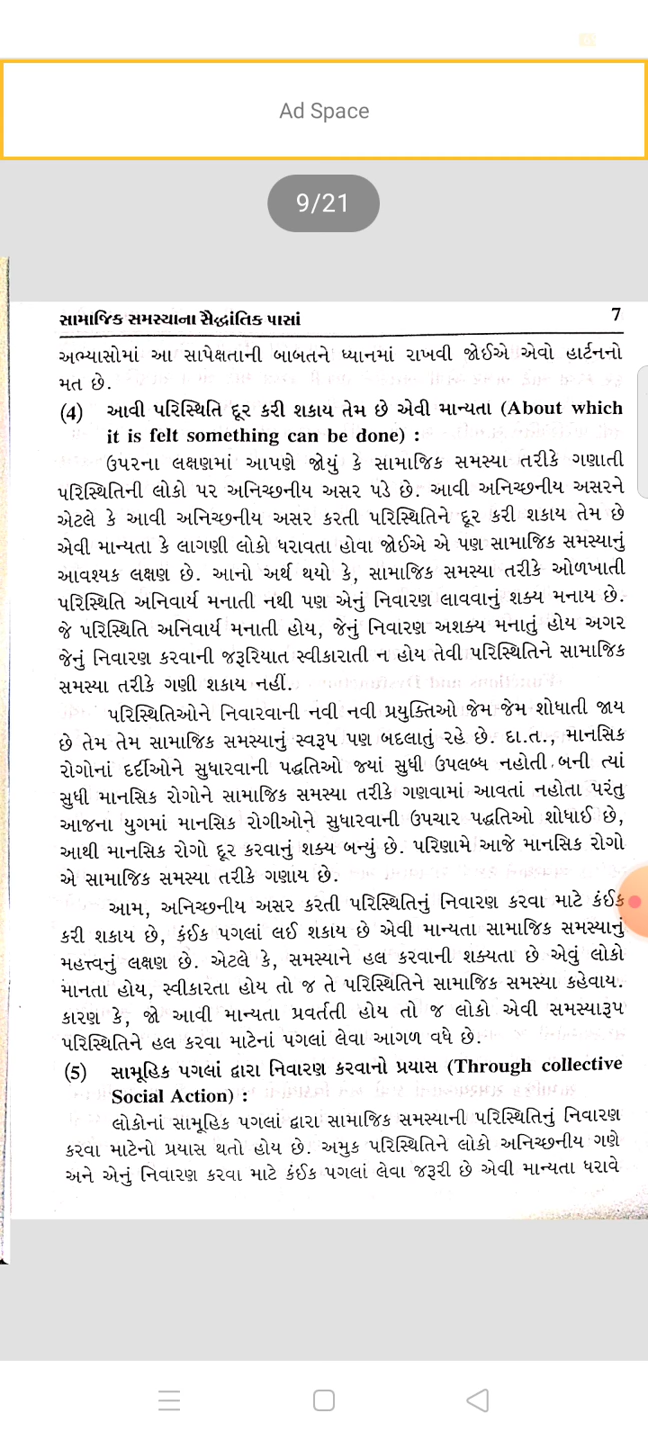 Ad Space
9/21
સામાજિક સમસ્યાના સૈદ્ધાંતિક પાસાં 7
અભ્યાસોમાં આ સાપેક્ષતાની બાબતને ધ્યાનમાં રાખવી જોઈએ એવો હાર્ટનનો
મત છે.
(4) આવી પરિસ્થિતિ દૂર કરી શકાય તેમ છે એવી માન્યતા (About which
it is felt something can be done) :
ઉપરના લક્ષણમાં આપણે જોયું કે સામાજિક સમસ્યા તરીકે ગણાતી
પરિસ્થિતિની લોકો પર અનિચ્છનીય અસર પડે છે. આવી અનિચ્છનીય અસરને
એટલે કે આવી અનિચ્છનીય અસર કરતી પરિસ્થિતિને દૂર કરી શકાય તેમ છે
એવી માન્યતા કે લાગણી લોકો ધરાવતા હોવા જોઈએ એ પણ સામાજિક સમસ્યાનું
આવશ્યક લક્ષણ છે. આનો અર્થ થયો કે, સામાજિક સમસ્યા તરીકે ઓળખાતી
પરિસ્થિતિ અનિવાર્ય મનાતી નથી પણ એનું નિવારણ લાવવાનું શક્ય મનાય છે.
જે પરિસ્થિતિ અનિવાર્ય મનાતી હોય, જેનું નિવારણ અશક્ય મનાતું હોય અગર
જેનું નિવારણ કરવાની જરૂરિયાત સ્વીકારાતી ન હોય તેવી પરિસ્થિતિને સામાજિક
સમસ્યા તરીકે ગણી શકાય નહીં.
પરિસ્થિતિઓને નિવારવાની નવી નવી પ્રયુક્તિઓ જેમ જેમ શોધાતી જાય
છે તેમ તેમ સામાજિક સમસ્યાનું સ્વરૂપ પણ બદલાતું રહે છે. દા.ત., માનસિક
રોગોનાં દર્દીઓને સુધારવાની પદ્ધતિઓ જ્યાં સુધી ઉપલબ્ધ નહોતી બની ત્યાં
સુધી માનસિક રોગોને સામાજિક સમસ્યા તરીકે ગણવામાં આવતાં નહોતા પરંતુ
આજના યુગમાં માનસિક રોગીઓને સુધારવાની ઉપચાર પદ્ધતિઓ શોધાઈ છે,
આથી માનસિક રોગો દૂર કરવાનું શક્ય બન્યું છે. પરિણામે આજે માનસિક રોગો
એ સામાજિક સમસ્યા તરીકે ગણાય છે.
આમ, અનિચ્છનીય અસર કરતી પરિસ્થિતિનું નિવારણ કરવા માટે કંઈક
કરી શકાય છે, કંઈક પગલાં લઈ શકાય છે એવી માન્યતા સામાજિક સમસ્યાનું
મહત્ત્વનું લક્ષણ છે. એટલે કે, સમસ્યાને હલ કરવાની શક્યતા છે એવું લોકો
માનતા હોય, સ્વીકારતા હોય તો જ તે પરિસ્થિતિને સામાજિક સમસ્યા કહેવાય.
કારણ કે, જો આવી માન્યતા પ્રવર્તતી હોય તો જ લોકો એવી સમસ્યારૂપ
પરિસ્થિતિને હલ કરવા માટેનાં પગલાં લેવા આગળ વધે છે.
(5) સામૂહિક પગલાં દ્વારા નિવારણ કરવાનો પ્રયાસ (Through collective
Social Action) :
લોકોનાં સામૂહિક પગલાં દ્વારા સામાજિક સમસ્યાની પરિસ્થિતિનું નિવારણ
કરવા માટેનો પ્રયાસ થતો હોય છે. અમુક પરિસ્થિતિને લોકો અનિચ્છનીય ગણે
અને એનું નિવારણ કરવા માટે કંઈક પગલાં લેવા જરૂરી છે એવી માન્યતા ધરાવે